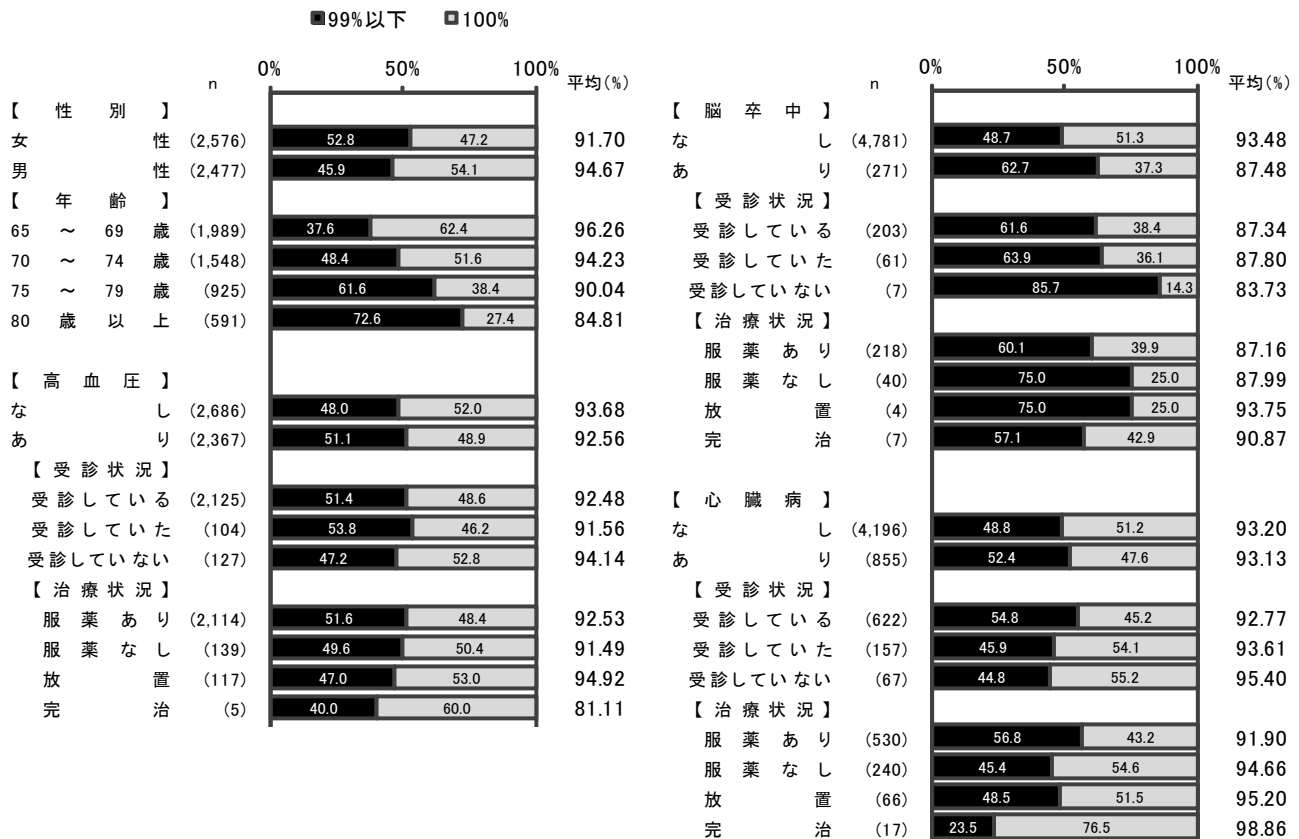 ■99%以下 □100%
n 0% 50% 100% 平均(%)
【性別】
女性 (2,576) 52.8 47.2 91.70
男性 (2,477) 45.9 54.1 94.67
【年齢】
65～69歳 (1,989) 37.6 62.4 96.26
70～74歳 (1,548) 48.4 51.6 94.23
75～79歳 (925) 61.6 38.4 90.04
80歳以上 (591) 72.6 27.4 84.81
【高血圧】
なし (2,686) 48.0 52.0 93.68
あり (2,367) 51.1 48.9 92.56
【受診状況】
受診している (2,125) 51.4 48.6 92.48
受診していた (104) 53.8 46.2 91.56
受診していない (127) 47.2 52.8 94.14
【治療状況】
服薬あり (2,114) 51.6 48.4 92.53
服薬なし (139) 49.6 50.4 91.49
放置 (117) 47.0 53.0 94.92
完治 (5) 40.0 60.0 81.11
n 0% 50% 100% 平均(%)
【脳卒中】
なし (4,781) 48.7 51.3 93.48
あり (271) 62.7 37.3 87.48
【受診状況】
受診している (203) 61.6 38.4 87.34
受診していた (61) 63.9 36.1 87.80
受診していない (7) 85.7 14.3 83.73
【治療状況】
服薬あり (218) 60.1 39.9 87.16
服薬なし (40) 75.0 25.0 87.99
放置 (4) 75.0 25.0 93.75
完治 (7) 57.1 42.9 90.87
【心臓病】
なし (4,196) 48.8 51.2 93.20
あり (855) 52.4 47.6 93.13
【受診状況】
受診している (622) 54.8 45.2 92.77
受診していた (157) 45.9 54.1 93.61
受診していない (67) 44.8 55.2 95.40
【治療状況】
服薬あり (530) 56.8 43.2 91.90
服薬なし (240) 45.4 54.6 94.66
放置 (66) 48.5 51.5 95.20
完治 (17) 23.5 76.5 98.86